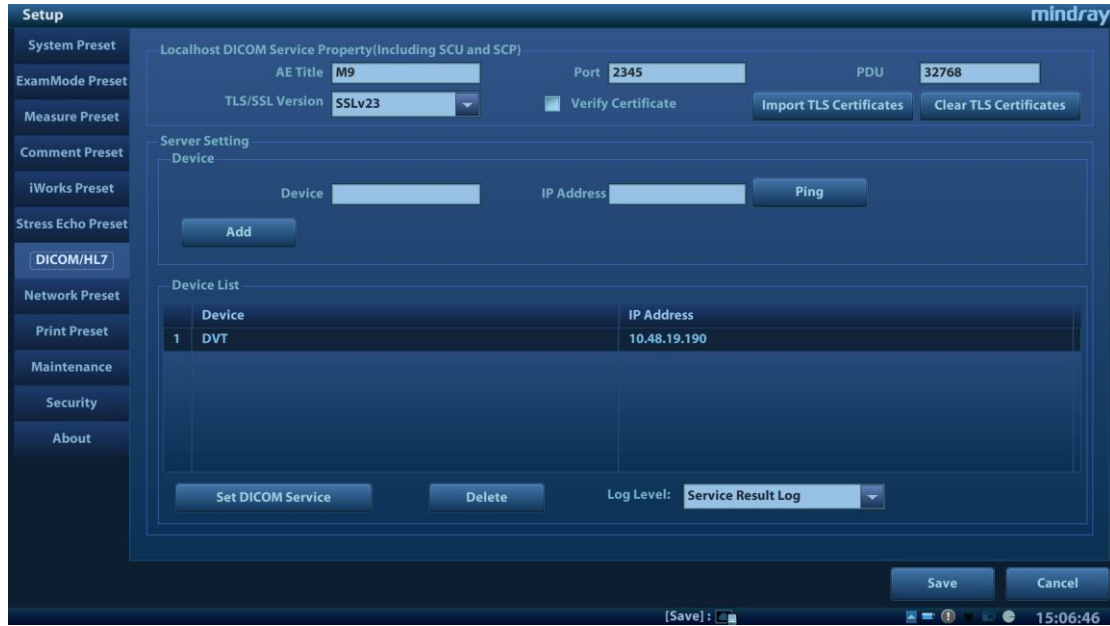 Setup
mindray
System Preset
ExamMode Preset
Measure Preset
Comment Preset
iWorks Preset
Stress Echo Preset
DICOM/HL7
Network Preset
Print Preset
Maintenance
Security
About
Localhost DICOM Service Property(Including SCU and SCP)
AE Title M9 Port 2345 PDU 32768
TLS/SSL Version SSLv23 Verify Certificate Import TLS Certificates Clear TLS Certificates
Server Setting
Device
Device IP Address Ping
Add
Device List
Device IP Address
1 DVT 10.48.19.190
Set DICOM Service Delete Log Level: Service Result Log
Save Cancel
[Save] : 15:06:46